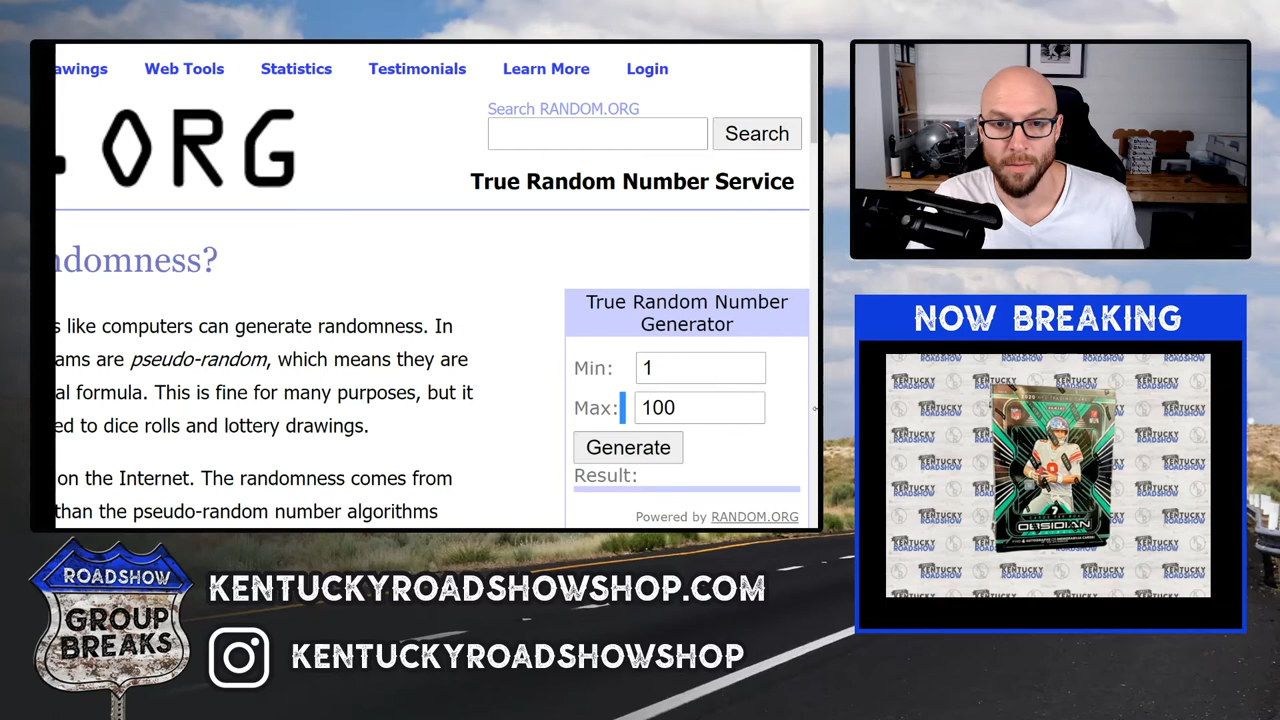 awings Web Tools Statistics Testimonials Learn More Login
.ORG
Search RANDOM.ORG
Search
True Random Number Service
ndomness?
s like computers can generate randomness. In
ams are pseudo-random, which means they are
al formula. This is fine for many purposes, but it
ed to dice rolls and lottery drawings.
on the Internet. The randomness comes from
than the pseudo-random number algorithms
True Random Number
Generator
Min: 1
Max: 100
Generate
Result:
Powered by RANDOM.ORG
NOW BREAKING
KENTUCKY
ROADSHOW
OBSIDIAN
ROADSHOW
GROUP
BREAKS
KENTUCKYROADSHOWSHOP.COM
KENTUCKYROADSHOWSHOP